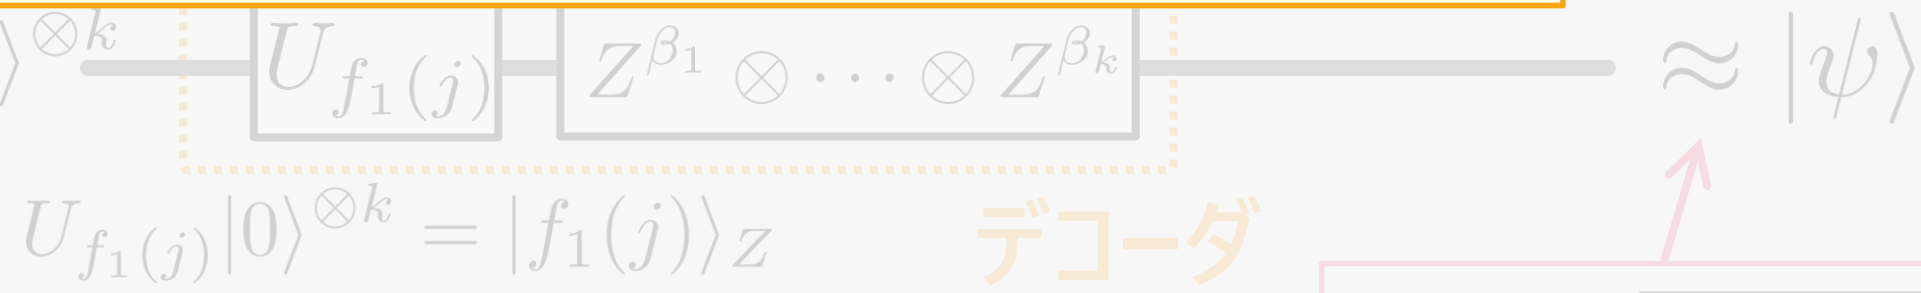 ⟩^{⊗k} U_{f_1(j)} Z^{β_1} ⊗ ⋯ ⊗ Z^{β_k} ≈ |ψ⟩
U_{f_1(j)}|0⟩^{⊗k} = |f_1(j)⟩_Z
デコーダ